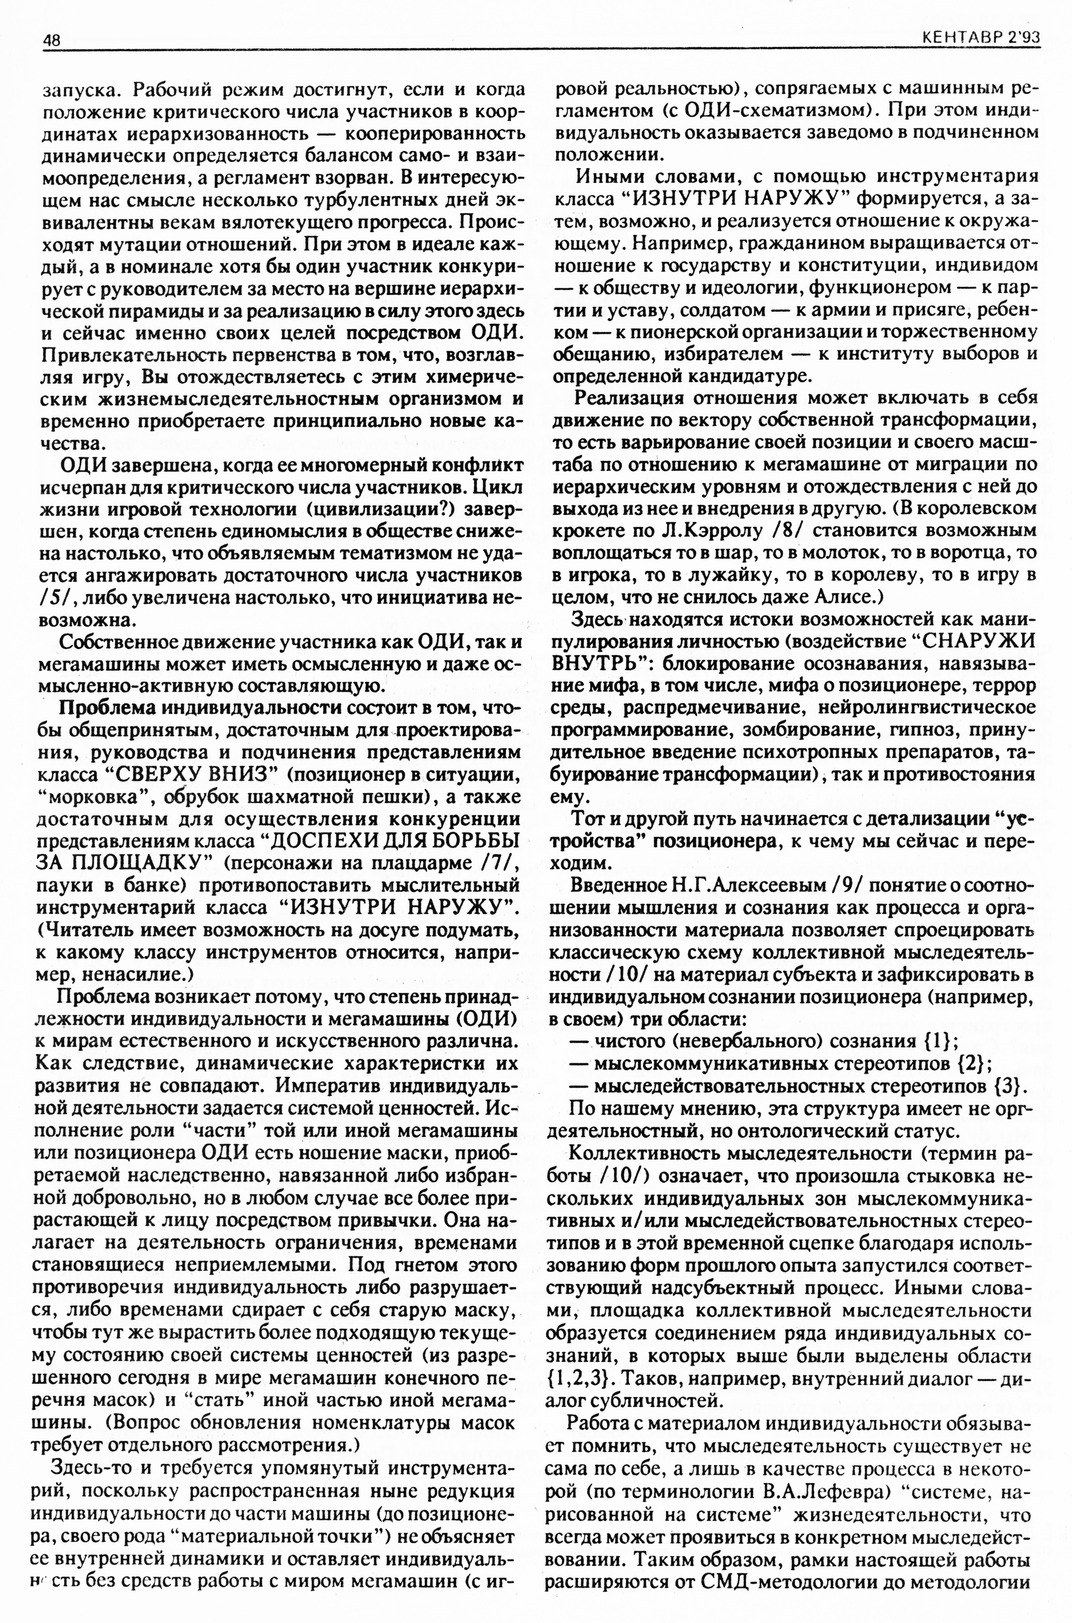 48
КЕНТАВР 2'93
запуска. Рабочий режим достигнут, если и когда
положение критического числа участников в коор-
динатах иерархизованность — кооперированность
динамически определяется балансом само- и взаи-
моопределения, а регламент взорван. В интересую-
щем нас смысле несколько турбулентных дней эк-
вивалентны векам вялотекущего прогресса. Проис-
ходят мутации отношений. При этом в идеале каж-
дый, а в номинале хотя бы один участник конкури-
рует с руководителем за место на вершине иерархи-
ческой пирамиды и за реализацию в силу этого здесь
и сейчас именно своих целей посредством ОДИ.
Привлекательность первенства в том, что, возглав-
ляя игру, Вы отождествляетесь с этим химериче-
ским жизнемыследеятельностным организмом и
временно приобретаете принципиально новые ка-
чества.
ОДИ завершена, когда ее многомерный конфликт
исчерпан для критического числа участников. Цикл
жизни игровой технологии (цивилизации?) завер-
шен, когда степень единомыслия в обществе сниже-
на настолько, что объявляемым тематизмом не уда-
ется ангажировать достаточного числа участников
/5/, либо увеличена настолько, что инициатива не-
возможна.
Собственное движение участника как ОДИ, так и
мегамашины может иметь осмысленную и даже ос-
мысленно-активную составляющую.
Проблема индивидуальности состоит в том, что-
бы общепринятым, достаточным для проектирова-
ния, руководства и подчинения представлениям
класса “СВЕРХУ ВНИЗ” (позиционер в ситуации,
“морковка”, обрубок шахматной пешки), а также
достаточным для осуществления конкуренции
представлениям класса “ДОСПЕХИ ДЛЯ БОРЬБЫ
ЗА ПЛОЩАДКУ” (персонажи на плацдарме /7/,
пауки в банке) противопоставить мыслительный
инструментарий класса “ИЗНУТРИ НАРУЖУ”.
(Читатель имеет возможность на досуге подумать,
к какому классу инструментов относится, напри-
мер, ненасилие.)
Проблема возникает потому, что степень принад-
лежности индивидуальности и мегамашины (ОДИ)
к мирам естественного и искусственного различна.
Как следствие, динамические характеристики их
развития не совпадают. Императив индивидуаль-
ной деятельности задается системой ценностей. Ис-
полнение роли “части” той или иной мегамашины
или позиционера ОДИ есть ношение маски, приоб-
ретаемой наследственно, навязанной либо избран-
ной добровольно, но в любом случае все более при-
растающей к лицу посредством привычки. Она на-
лагает на деятельность ограничения, временами
становящиеся неприемлемыми. Под гнетом этого
противоречия индивидуальность либо разрушает-
ся, либо временами сдирает с себя старую маску,
чтобы тут же вырастить более подходящую текуще-
му состоянию своей системы ценностей (из разре-
шенного сегодня в мире мегамашин конечного пе-
речня масок) и “стать” иной частью иной мегама-
шины. (Вопрос обновления номенклатуры масок
требует отдельного рассмотрения.)
Здесь-то и требуется упомянутый инструмента-
рий, поскольку распространенная ныне редукция
индивидуальности до части машины (до позиционе-
ра, своего рода “материальной точки”) не объясняет
ее внутренней динамики и оставляет индивидуаль-
н сть без средств работы с миром мегамашин (с иг-
ровой реальностью), сопрягаемых с машинным ре-
гламентом (с ОДИ-схематизмом). При этом инди-
видуальность оказывается заведомо в подчиненном
положении.
Иными словами, с помощью инструментария
класса “ИЗНУТРИ НАРУЖУ” формируется, а за-
тем, возможно, и реализуется отношение к окружа-
ющему. Например, гражданином выращивается от-
ношение к государству и конституции, индивидом
— к обществу и идеологии, функционером — к пар-
тии и уставу, солдатом — к армии и присяге, ребен-
ком — к пионерской организации и торжественному
обещанию, избирателем — к институту выборов и
определенной кандидатуре.
Реализация отношения может включать в себя
движение по вектору собственной трансформации,
то есть варьирование своей позиции и своего масш-
таба по отношению к мегамашине от миграции по
иерархическим уровням и отождествления с ней до
выхода из нее и внедрения в другую. (В королевском
крокете по Л.Кэрролу /8/ становится возможным
воплощаться то в шар, то в молоток, то в воротца, то
в игрока, то в лужайку, то в королеву, то в игру в
целом, что не снилось даже Алисе.)
Здесь находятся истоки возможностей как мани-
пулирования личностью (воздействие “СНАРУЖИ
ВНУТРЬ”: блокирование осознавания, навязыва-
ние мифа, в том числе, мифа о позиционере, террор
среды, распредмечивание, нейролингвистическое
программирование, зомбирование, гипноз, прину-
дительное введение психотропных препаратов, та-
буирование трансформации), так и противостояния
ему.
Тот и другой путь начинается с детализации “ус-
тройства” позиционера, к чему мы сейчас и пере-
ходим.
Введенное Н.Г.Алексеевым /9/ понятие о соотно-
шении мышления и сознания как процесса и орга-
низованности материала позволяет спроецировать
классическую схему коллективной мыследеятель-
ности /10/ на материал субъекта и зафиксировать в
индивидуальном сознании позиционера (например,
в своем) три области:
— чистого (невербального) сознания {1};
— мыслекоммуникативных стереотипов {2};
— мыследействовательностных стереотипов {3}.
По нашему мнению, эта структура имеет не орг-
деятельностный, но онтологический статус.
Коллективность мыследеятельности (термин ра-
боты /10/) означает, что произошла стыковка не-
скольких индивидуальных зон мыслекоммуника-
тивных и/или мыследействовательностных стерео-
типов и в этой временной сцепке благодаря исполь-
зованию форм прошлого опыта запустился соответ-
ствующий надсубъектный процесс. Иными слова-
ми, площадка коллективной мыследеятельности
образуется соединением ряда индивидуальных со-
знаний, в которых выше были выделены области
{1,2,3}. Таков, например, внутренний диалог — ди-
алог субличностей.
Работа с материалом индивидуальности обязыва-
ет помнить, что мыследеятельность существует не
сама по себе, а лишь в качестве процесса в некото-
рой (по терминологии В.А.Лефевра) “системе, на-
рисованной на системе” жизнедеятельности, что
всегда может проявиться в конкретном мыследейст-
вовании. Таким образом, рамки настоящей работы
расширяются от СМД-методологии до методологии